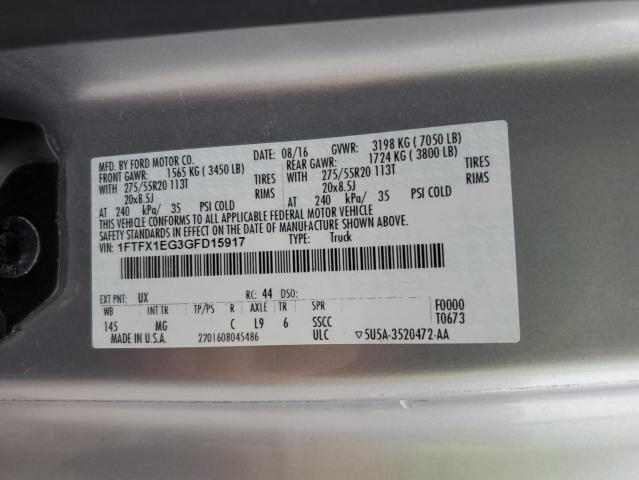 MFD. BY FORD MOTOR CO. DATE: 08/16 GVWR: 3198 KG ( 7050 LB)
FRONT GAWR: 1565 KG ( 3450 LB) REAR GAWR: 1724 KG ( 3800 LB)
WITH 275/55R20 113T TIRES WITH 275/55R20 113T TIRES
20x8.5J RIMS 20x8.5J RIMS
AT 240 kPa/ 35 PSI COLD AT 240 kPa/ 35 PSI COLD
THIS VEHICLE CONFORMS TO ALL APPLICABLE FEDERAL MOTOR VEHICLE
SAFETY STANDARDS IN EFFECT ON THE DATE OF MANUFACTURE SHOWN ABOVE.
VIN: 1FTFX1EG3GFD15917 TYPE: Truck
EXT PNT: UX RC: 44 DSO: F0000
WB INT TR TP/PS R AXLE TR SPR T0673
145 MG C L9 6 SSCC
MADE IN U.S.A. 2201608045486 ULC ▽5U5A-3520472-AA